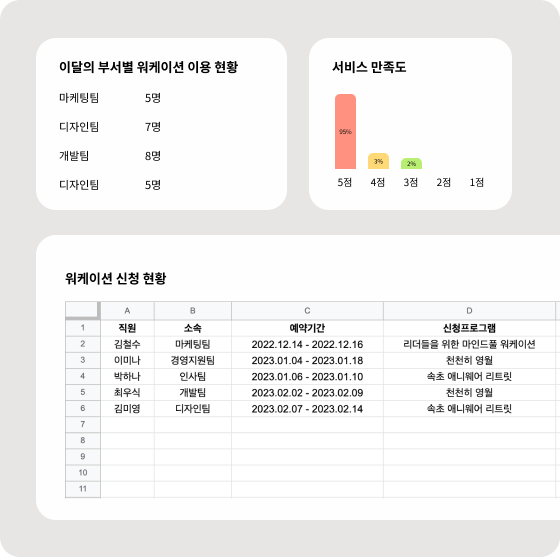 이달의 부서별 워케이션 이용 현황
마케팅팀 5명
디자인팀 7명
개발팀 8명
디자인팀 5명
서비스 만족도
95%
3%
2%
5점 4점 3점 2점 1점
워케이션 신청 현황
A B C D
1 직원 소속 예약기간 신청프로그램
2 김철수 마케팅팀 2022.12.14 - 2022.12.16 리더들을 위한 마인드풀 워케이션
3 이미나 경영지원팀 2023.01.04 - 2023.01.18 천천히 영월
4 박하나 인사팀 2023.01.06 - 2023.01.10 속초 애니웨어 리트릿
5 최우식 개발팀 2023.02.02 - 2023.02.09 천천히 영월
6 김미영 디자인팀 2023.02.07 - 2023.02.14 속초 애니웨어 리트릿
7
8
9
10
11